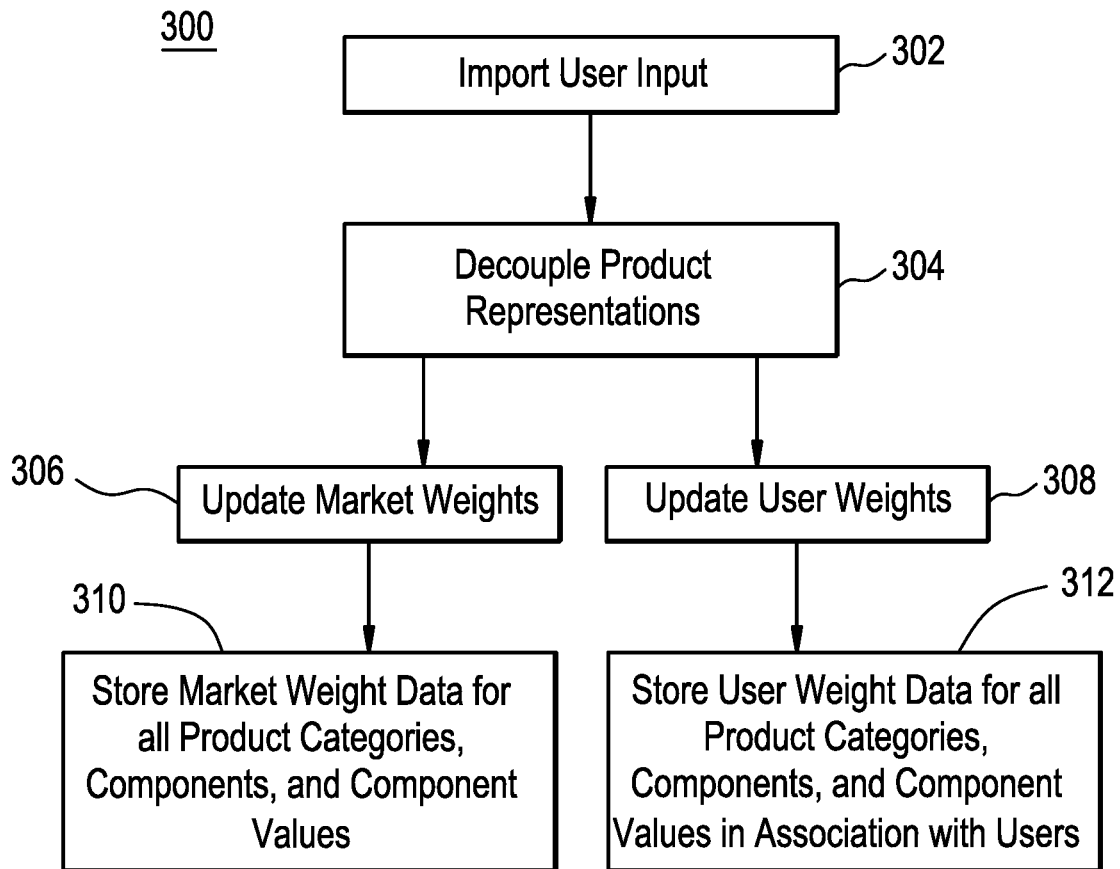 300
Import User Input
302
Decouple Product
Representations
304
306
Update Market Weights
Update User Weights
308
310
Store Market Weight Data for
all Product Categories,
Components, and Component
Values
312
Store User Weight Data for all
Product Categories,
Components, and Component
Values in Association with Users